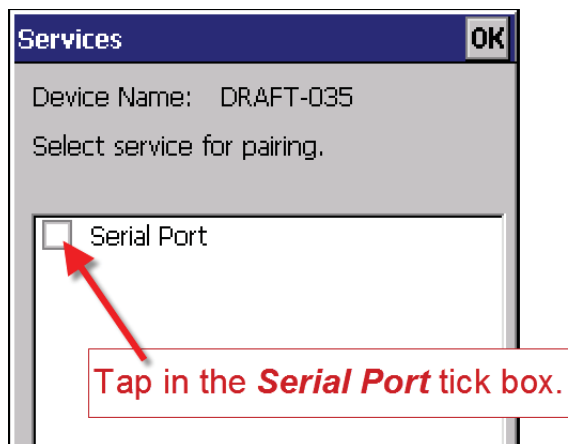 Services OK
Device Name: DRAFT-035
Select service for pairing.
Serial Port
Tap in the Serial Port tick box.